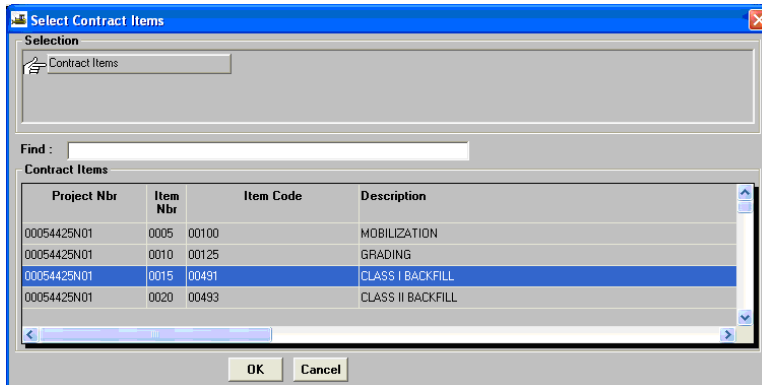 Select Contract Items
Selection
Contract Items
Find :
Contract Items
Project Nbr Item Nbr Item Code Description
00054425N01 0005 00100 MOBILIZATION
00054425N01 0010 00125 GRADING
00054425N01 0015 00491 CLASS I BACKFILL
00054425N01 0020 00493 CLASS II BACKFILL
OK Cancel